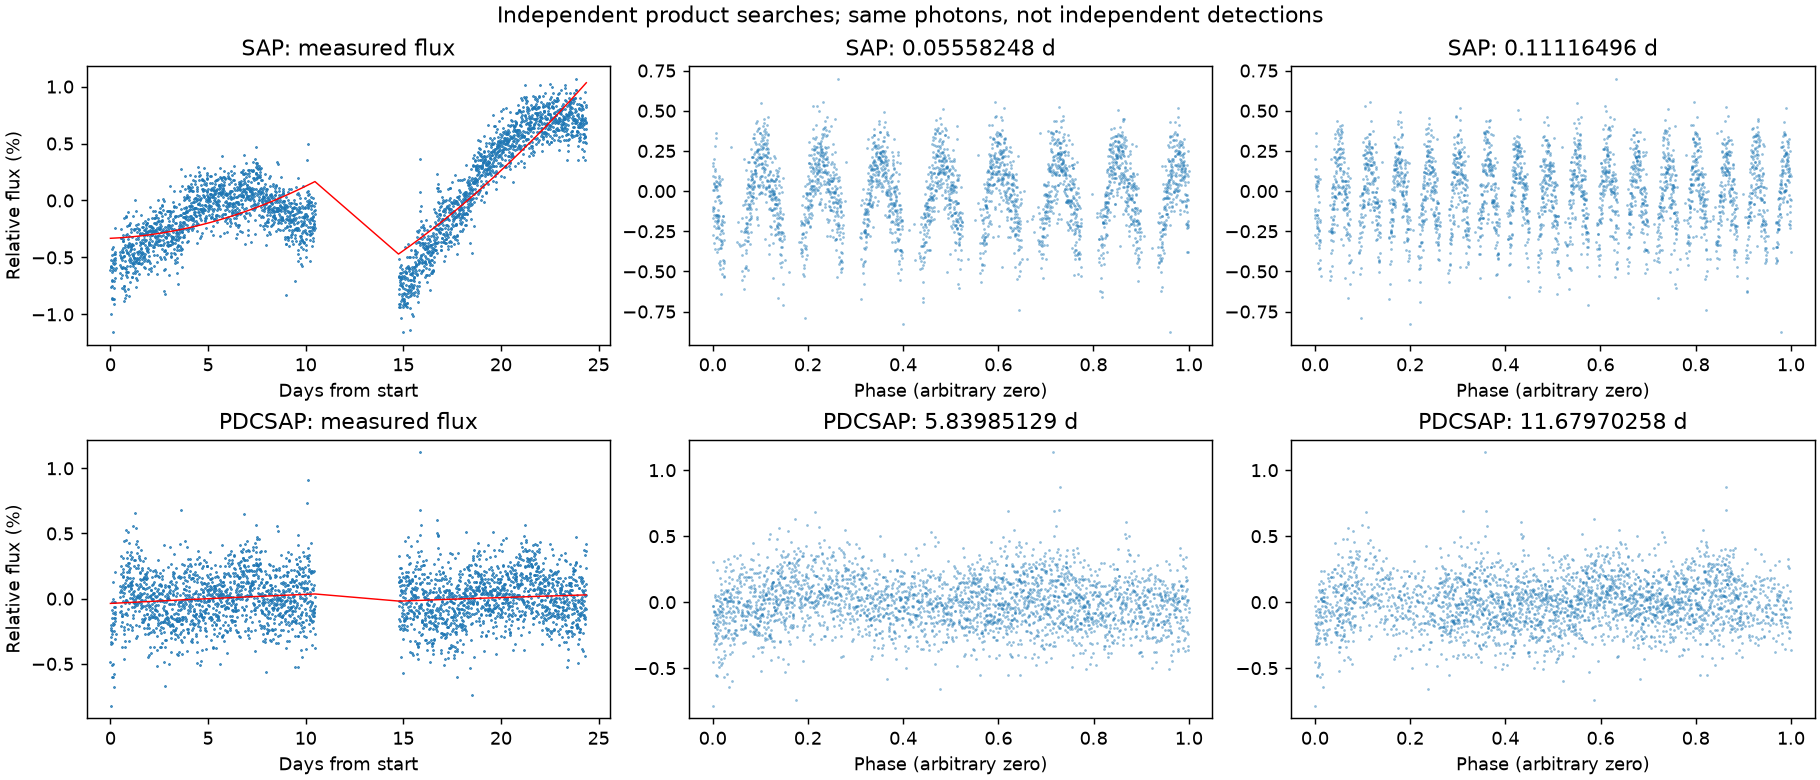 Independent product searches; same photons, not independent detections
SAP: measured flux
Relative flux (%)
1.0
0.5
0.0
−0.5
−1.0
0 5 10 15 20 25
Days from start
SAP: 0.05558248 d
0.75
0.50
0.25
0.00
−0.25
−0.50
−0.75
0.0 0.2 0.4 0.6 0.8 1.0
Phase (arbitrary zero)
SAP: 0.11116496 d
0.75
0.50
0.25
0.00
−0.25
−0.50
−0.75
0.0 0.2 0.4 0.6 0.8 1.0
Phase (arbitrary zero)
PDCSAP: measured flux
Relative flux (%)
1.0
0.5
0.0
−0.5
0 5 10 15 20 25
Days from start
PDCSAP: 5.83985129 d
1.0
0.5
0.0
−0.5
0.0 0.2 0.4 0.6 0.8 1.0
Phase (arbitrary zero)
PDCSAP: 11.67970258 d
1.0
0.5
0.0
−0.5
0.0 0.2 0.4 0.6 0.8 1.0
Phase (arbitrary zero)